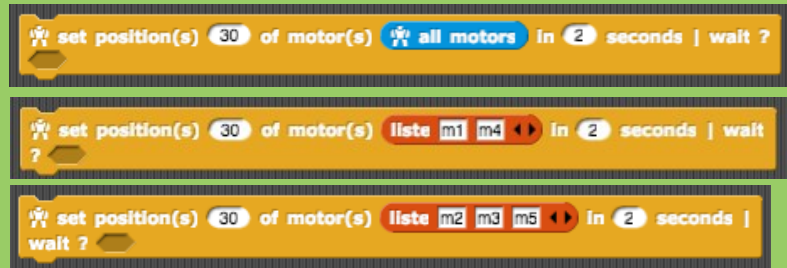 set position(s) 30 of motor(s) all motors in 2 seconds | wait ?
set position(s) 30 of motor(s) liste m1 m4 in 2 seconds | wait
?
set position(s) 30 of motor(s) liste m2 m3 m5 in 2 seconds |
wait ?